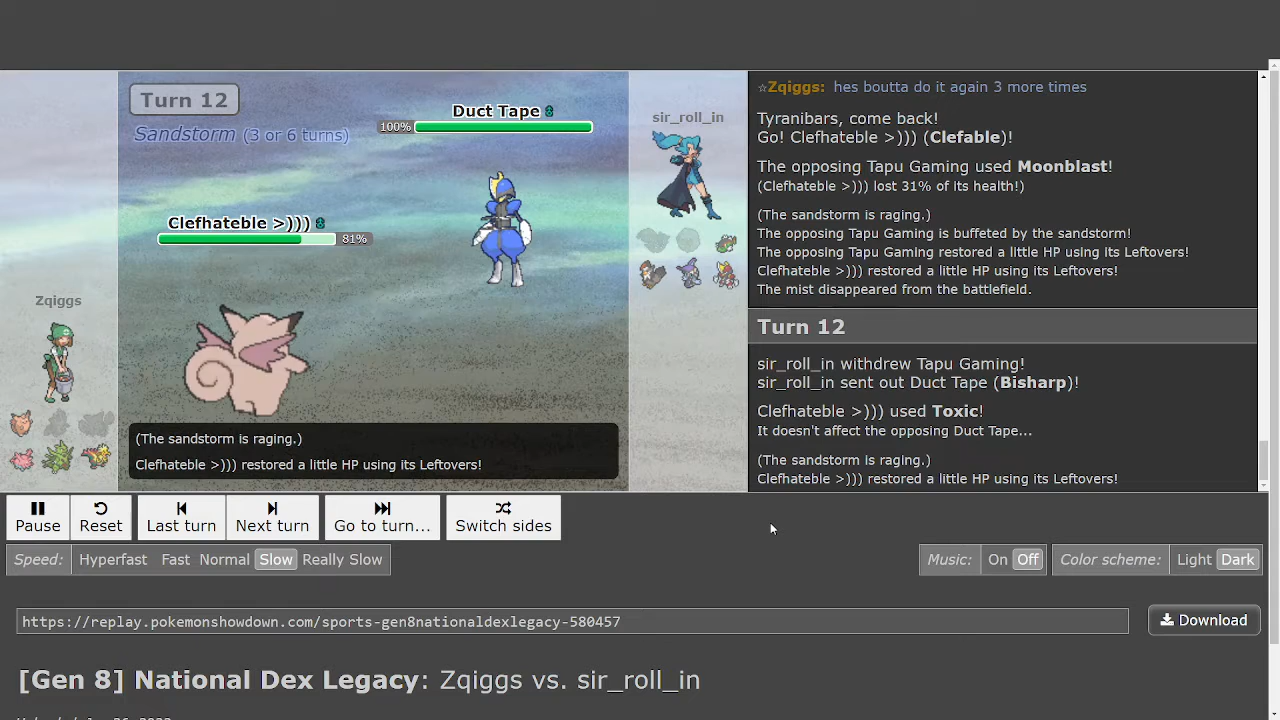 Turn 12
Sandstorm (3 or 6 turns)
Duct Tape
100%
Clefhateble >)))
81%
Zqiggs
sir_roll_in
(The sandstorm is raging.)
Clefhateble >))) restored a little HP using its Leftovers!
☆Zqiggs: hes boutta do it again 3 more times
Tyranibars, come back!
Go! Clefhateble >))) (Clefable)!
The opposing Tapu Gaming used Moonblast!
(Clefhateble >))) lost 31% of its health!)
(The sandstorm is raging.)
The opposing Tapu Gaming is buffeted by the sandstorm!
The opposing Tapu Gaming restored a little HP using its Leftovers!
Clefhateble >))) restored a little HP using its Leftovers!
The mist disappeared from the battlefield.
Turn 12
sir_roll_in withdrew Tapu Gaming!
sir_roll_in sent out Duct Tape (Bisharp)!
Clefhateble >))) used Toxic!
It doesn't affect the opposing Duct Tape...
(The sandstorm is raging.)
Clefhateble >))) restored a little HP using its Leftovers!
Pause Reset Last turn Next turn Go to turn... Switch sides
Speed: Hyperfast Fast Normal Slow Really Slow Music: On Off Color scheme: Light Dark
https://replay.pokemonshowdown.com/sports-gen8nationaldexlegacy-580457 Download
[Gen 8] National Dex Legacy: Zqiggs vs. sir_roll_in